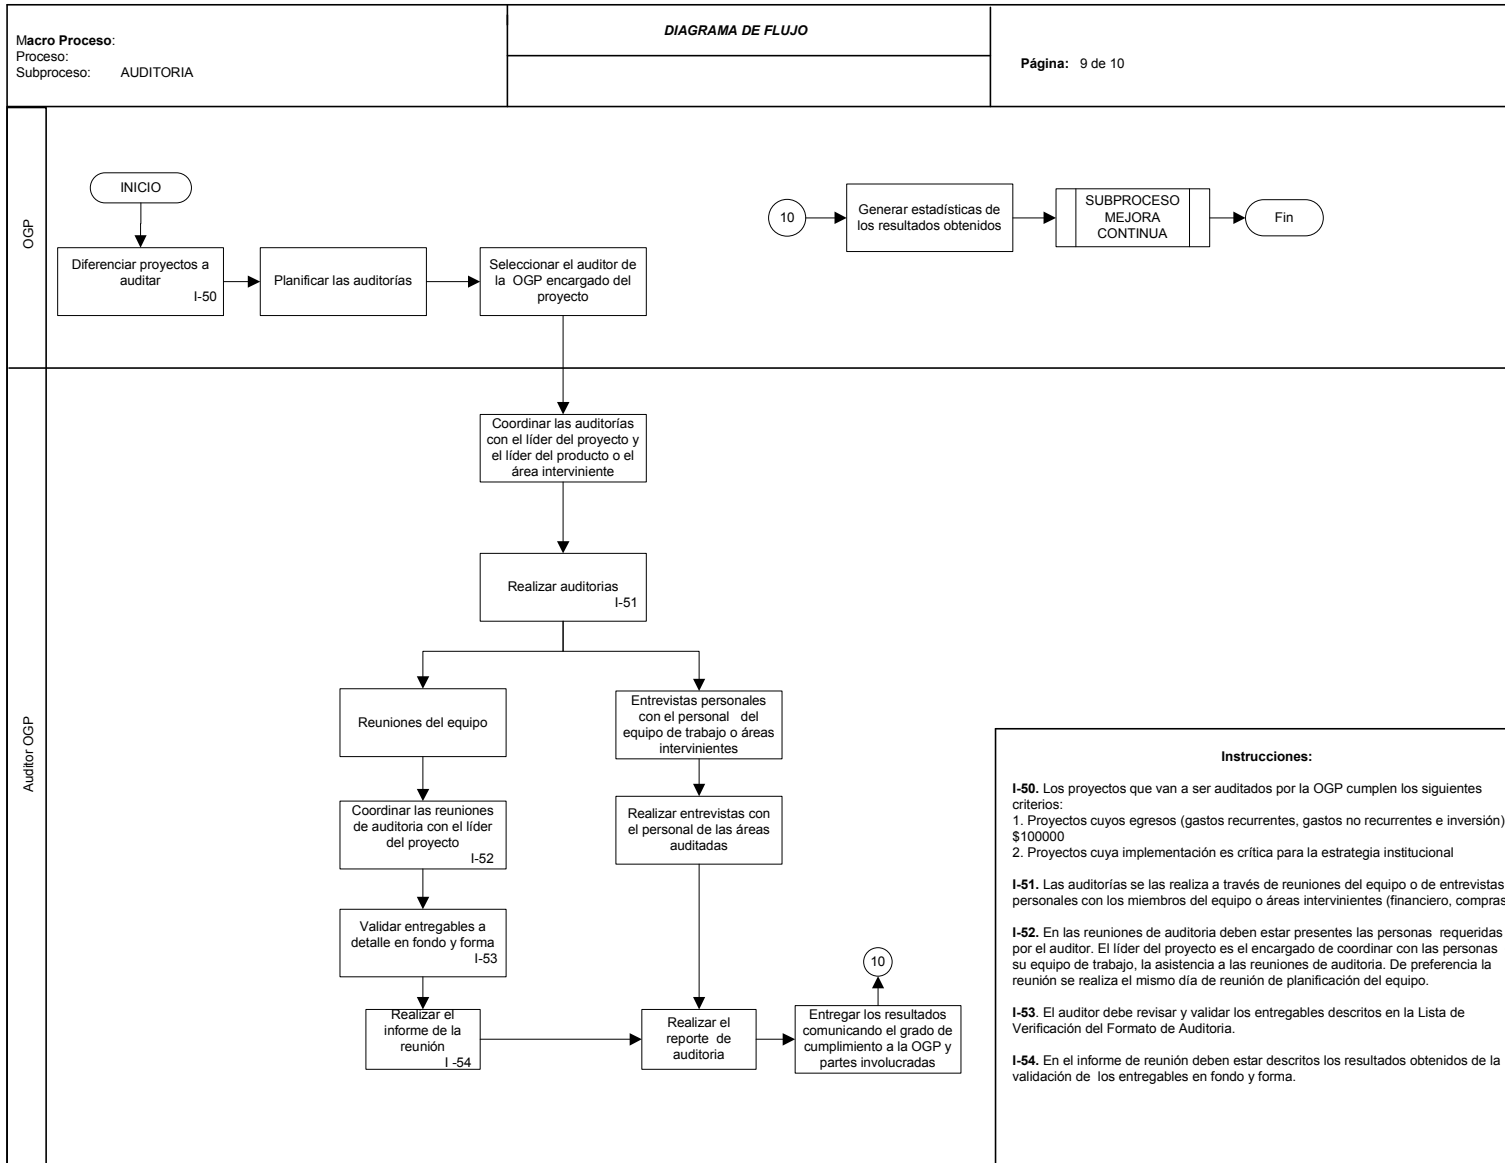 Macro Proceso:
Proceso:
Subproceso: AUDITORIA
DIAGRAMA DE FLUJO
Página: 9 de 10
OGP
INICIO
Diferenciar proyectos a
auditar
I-50
Planificar las auditorías
Seleccionar el auditor de
la OGP encargado del
proyecto
10
Generar estadísticas de
los resultados obtenidos
SUBPROCESO
MEJORA
CONTINUA
Fin
Auditor OGP
Coordinar las auditorías
con el líder del proyecto y
el líder del producto o el
área interviniente
Realizar auditorias
I-51
Reuniones del equipo
Entrevistas personales
con el personal del
equipo de trabajo o áreas
intervinientes
Coordinar las reuniones
de auditoria con el líder
del proyecto
I-52
Realizar entrevistas con
el personal de las áreas
auditadas
Validar entregables a
detalle en fondo y forma
I-53
Realizar el
informe de la
reunión
I -54
Realizar el
reporte de
auditoria
10
Entregar los resultados
comunicando el grado de
cumplimiento a la OGP y
partes involucradas
Instrucciones:
I-50. Los proyectos que van a ser auditados por la OGP cumplen los siguientes
criterios:
1. Proyectos cuyos egresos (gastos recurrentes, gastos no recurrentes e inversión)
$100000
2. Proyectos cuya implementación es crítica para la estrategia institucional
I-51. Las auditorías se las realiza a través de reuniones del equipo o de entrevistas
personales con los miembros del equipo o áreas intervinientes (financiero, compras
I-52. En las reuniones de auditoria deben estar presentes las personas requeridas
por el auditor. El líder del proyecto es el encargado de coordinar con las personas
su equipo de trabajo, la asistencia a las reuniones de auditoria. De preferencia la
reunión se realiza el mismo día de reunión de planificación del equipo.
I-53. El auditor debe revisar y validar los entregables descritos en la Lista de
Verificación del Formato de Auditoria.
I-54. En el informe de reunión deben estar descritos los resultados obtenidos de la
validación de los entregables en fondo y forma.